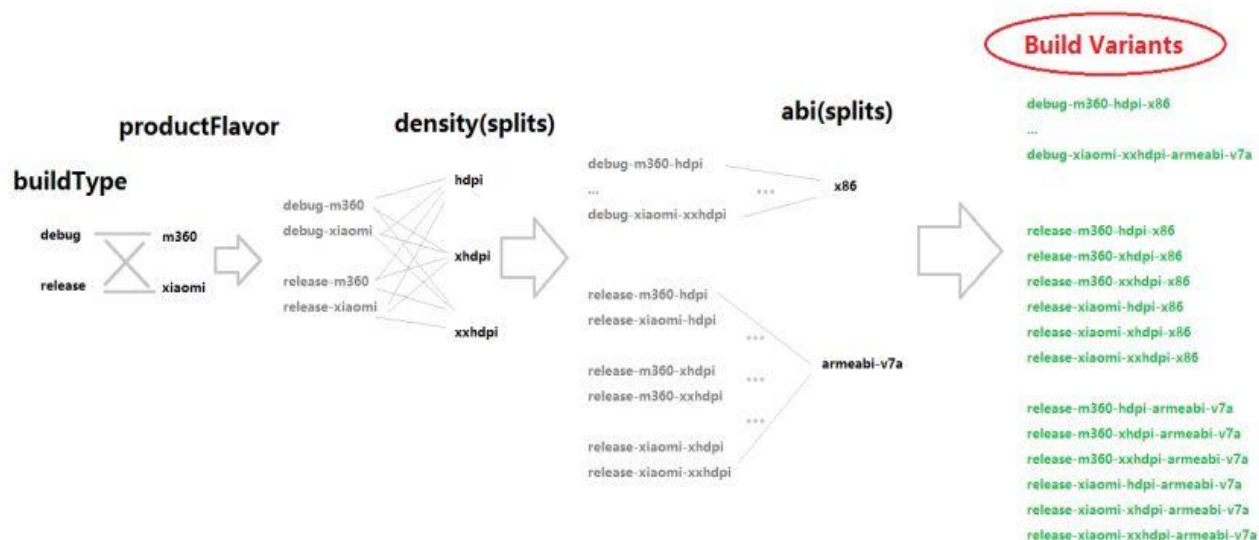 Build Variants
productFlavor
density(splits)
abi(splits)
buildType
debug
release
m360
xiaomi
debug-m360
debug-xiaomi
release-m360
release-xiaomi
hdpi
xhdpi
xxhdpi
debug-m360-hdpi
...
debug-xiaomi-xxhdpi
...
x86
release-m360-hdpi
release-xiaomi-hdpi
...
release-m360-xhdpi
...
release-m360-xxhdpi
...
release-xiaomi-xhdpi
release-xiaomi-xxhdpi
armeabi-v7a
debug-m360-hdpi-x86
...
debug-xiaomi-xxhdpi-armeabi-v7a
release-m360-hdpi-x86
release-m360-xhdpi-x86
release-m360-xxhdpi-x86
release-xiaomi-hdpi-x86
release-xiaomi-xhdpi-x86
release-xiaomi-xxhdpi-x86
release-m360-hdpi-armeabi-v7a
release-m360-xhdpi-armeabi-v7a
release-m360-xxhdpi-armeabi-v7a
release-xiaomi-hdpi-armeabi-v7a
release-xiaomi-xhdpi-armeabi-v7a
release-xiaomi-xxhdpi-armeabi-v7a